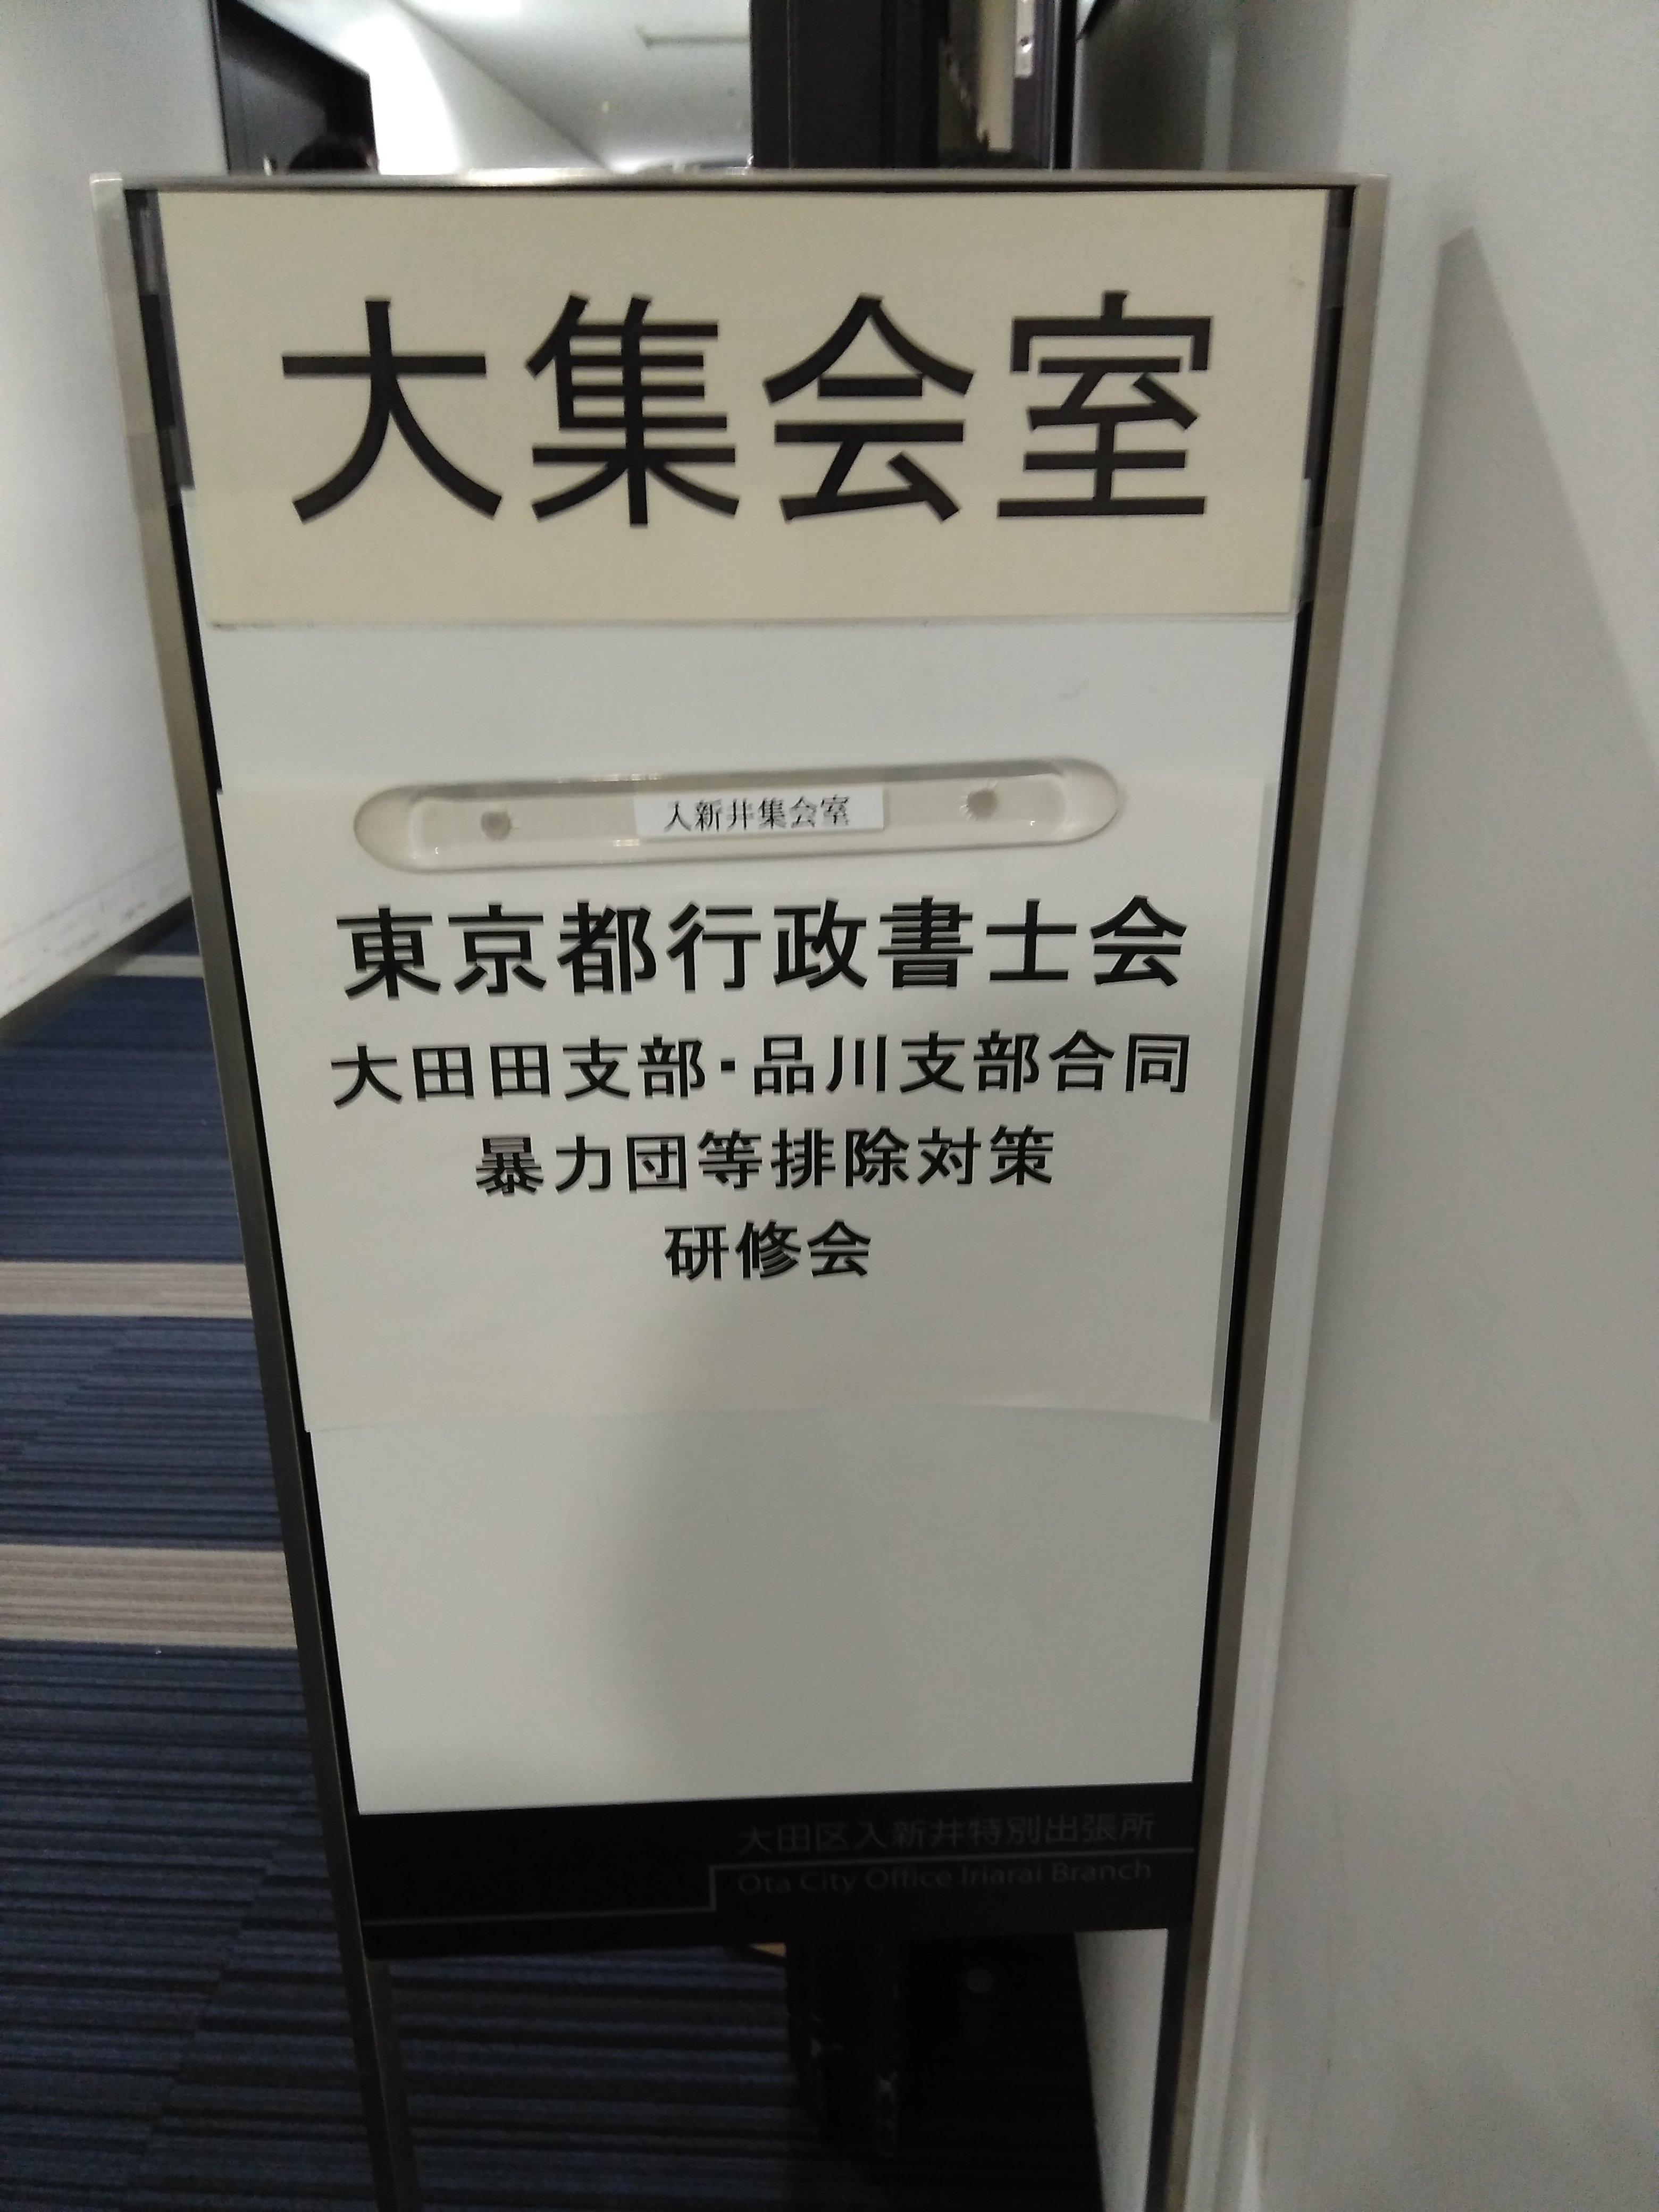 大集会室
入新井集会室
東京都行政書士会
大田田支部・品川支部合同
暴力団等排除対策
研修会
大田区入新井特別出張所
Ota City Office Iriarai Branch